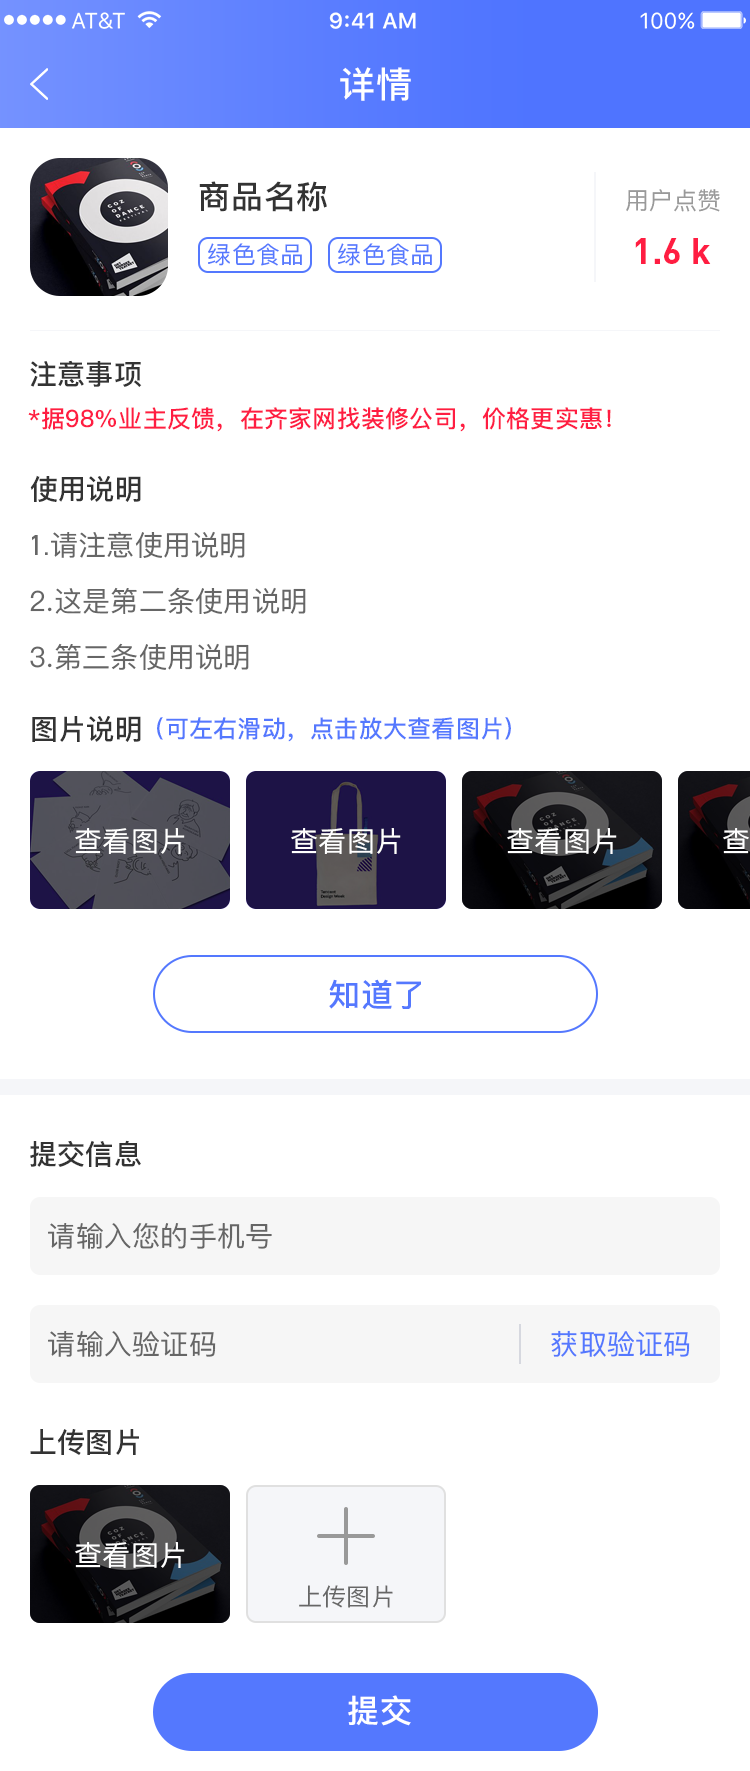 AT&T 9:41 AM 100%
详情
COZ
OF
DANCE
FESTIVAL
商品名称
绿色食品 绿色食品
用户点赞
1.6 k
注意事项
*据98%业主反馈，在齐家网找装修公司，价格更实惠！
使用说明
1.请注意使用说明
2.这是第二条使用说明
3.第三条使用说明
图片说明（可左右滑动，点击放大查看图片）
查看图片 查看图片 查看图片 查
知道了
提交信息
请输入您的手机号
请输入验证码 获取验证码
上传图片
查看图片
上传图片
提交